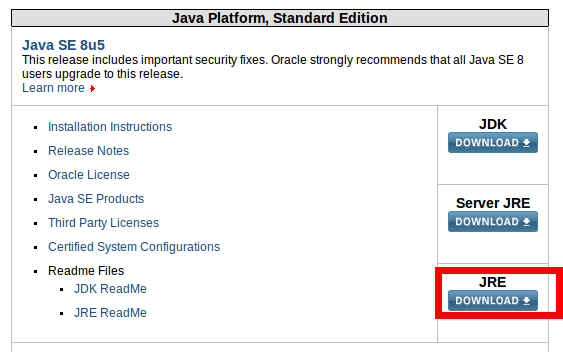 Java Platform, Standard Edition
Java SE 8u5
This release includes important security fixes. Oracle strongly recommends that all Java SE 8
users upgrade to this release.
Learn more
Installation Instructions
Release Notes
Oracle License
Java SE Products
Third Party Licenses
Certified System Configurations
Readme Files
JDK ReadMe
JRE ReadMe
JDK
DOWNLOAD
Server JRE
DOWNLOAD
JRE
DOWNLOAD